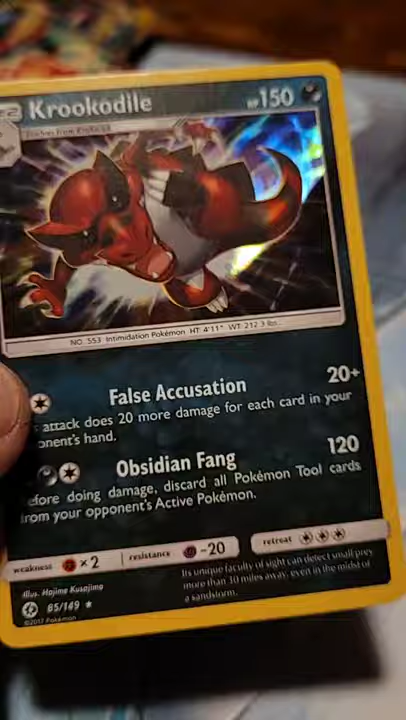 Krookodile
HP150
Evolves from Krokorok
NO. 553 Intimidation Pokémon HT: 4'11" WT: 212.3 lbs.
False Accusation
20+
attack does 20 more damage for each card in your
onent's hand.
Obsidian Fang
120
efore doing damage, discard all Pokémon Tool cards
from your opponent's Active Pokémon.
weakness ×2 resistance -20 retreat
Illus. Hajime Kusajima
Its unique faculty of sight can detect small prey
more than 30 miles away, even in the midst of
a sandstorm.
85/149 ★
©2017 Pokémon